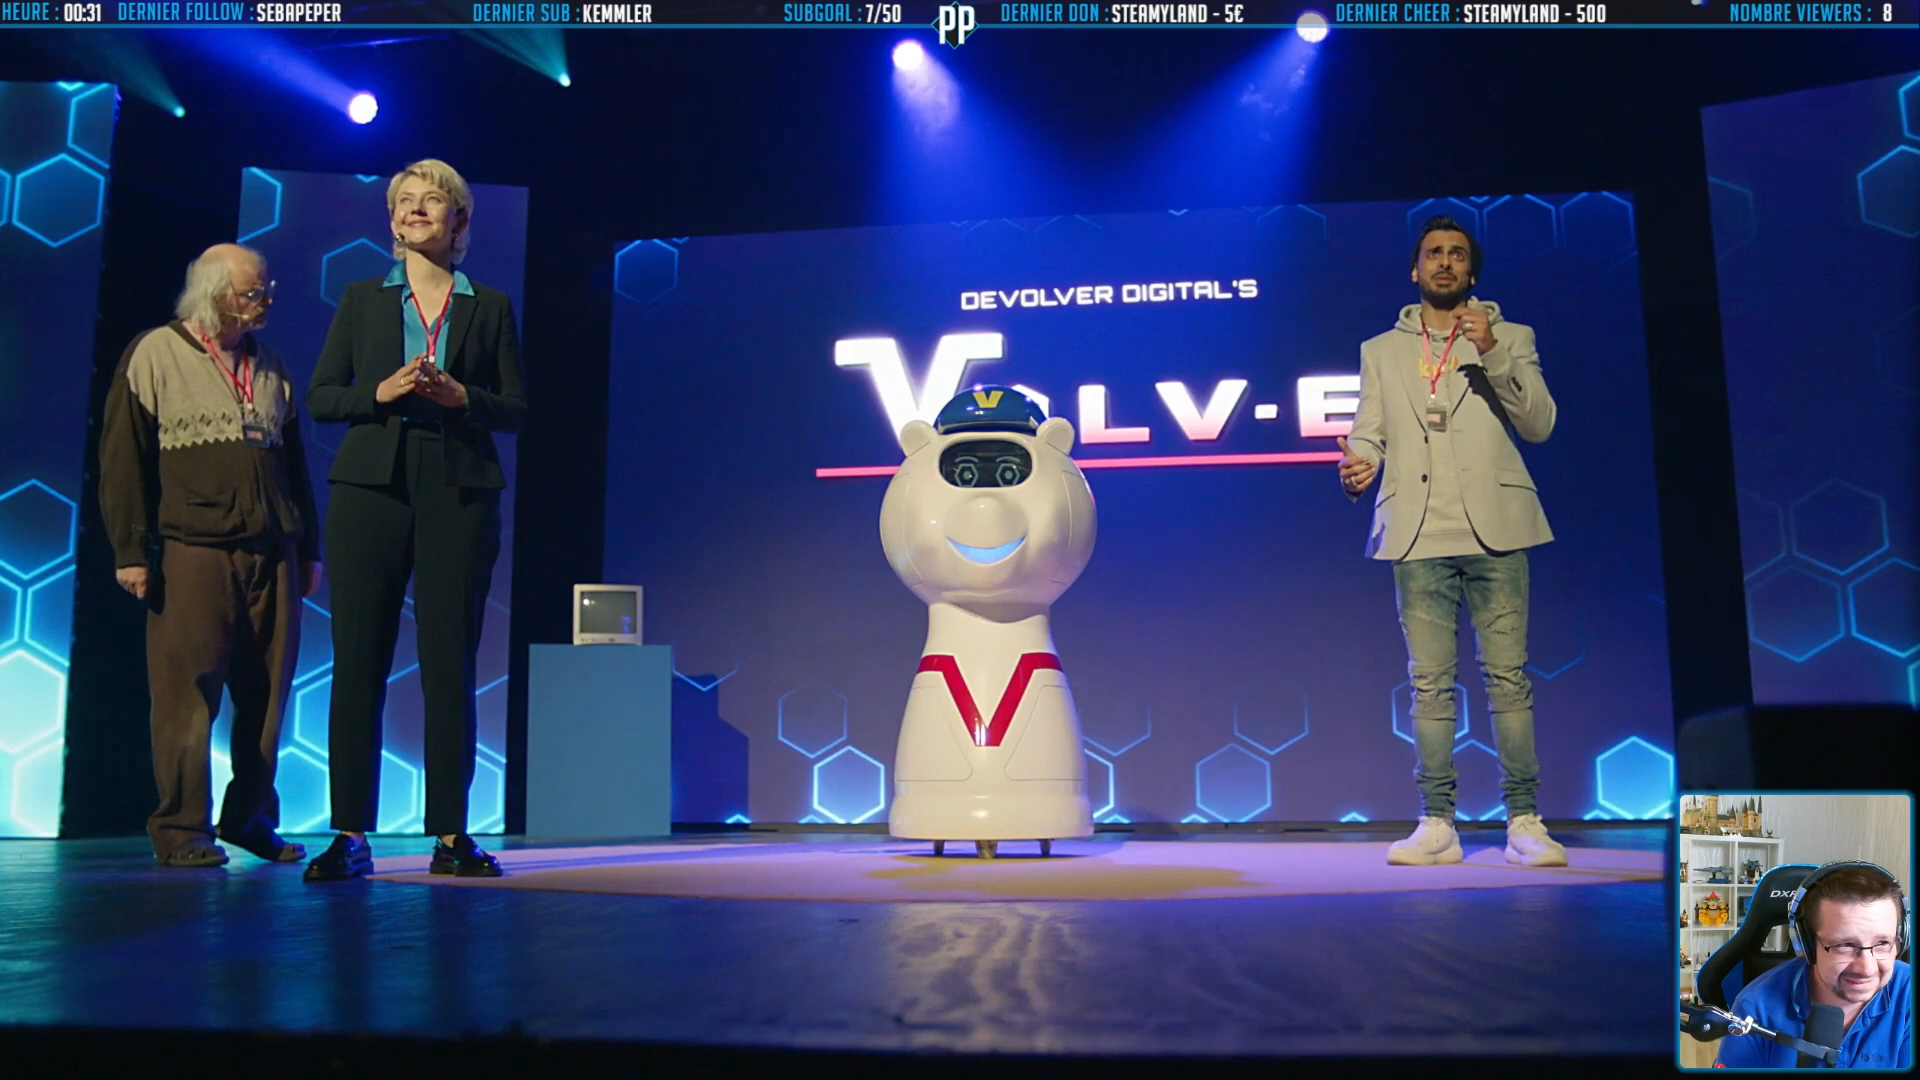 HEURE : 00:31 DERNIER FOLLOW : SEBAPEPER DERNIER SUB : KEMMLER SUBGOAL : 7/50 PP DERNIER DON : STEAMYLAND - 5€ DERNIER CHEER : STEAMYLAND - 500 NOMBRE VIEWERS : 8
DEVOLVER DIGITAL'S
VOLV-E
V
V